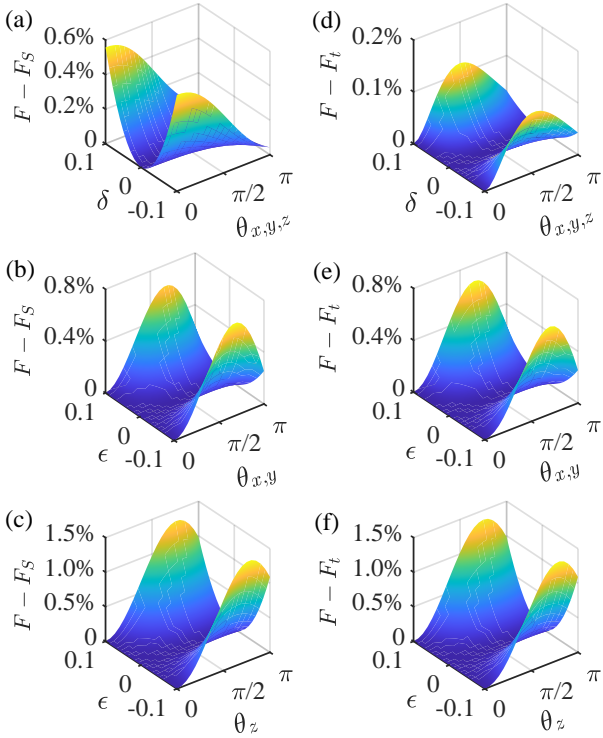 (a)
F − F_S
0.6%
0.4%
0.2%
0
0.1
0
-0.1
δ
0
π/2
π
θ_{x,y,z}
(d)
F − F_t
0.2%
0.1%
0
0.1
0
-0.1
δ
0
π/2
π
θ_{x,y,z}
(b)
F − F_S
0.8%
0.4%
0
0.1
0
-0.1
ϵ
0
π/2
π
θ_{x,y}
(e)
F − F_t
0.8%
0.4%
0
0.1
0
-0.1
ϵ
0
π/2
π
θ_{x,y}
(c)
F − F_S
1.5%
1.0%
0.5%
0
0.1
0
-0.1
ϵ
0
π/2
π
θ_z
(f)
F − F_t
1.5%
1.0%
0.5%
0
0.1
0
-0.1
ϵ
0
π/2
π
θ_z